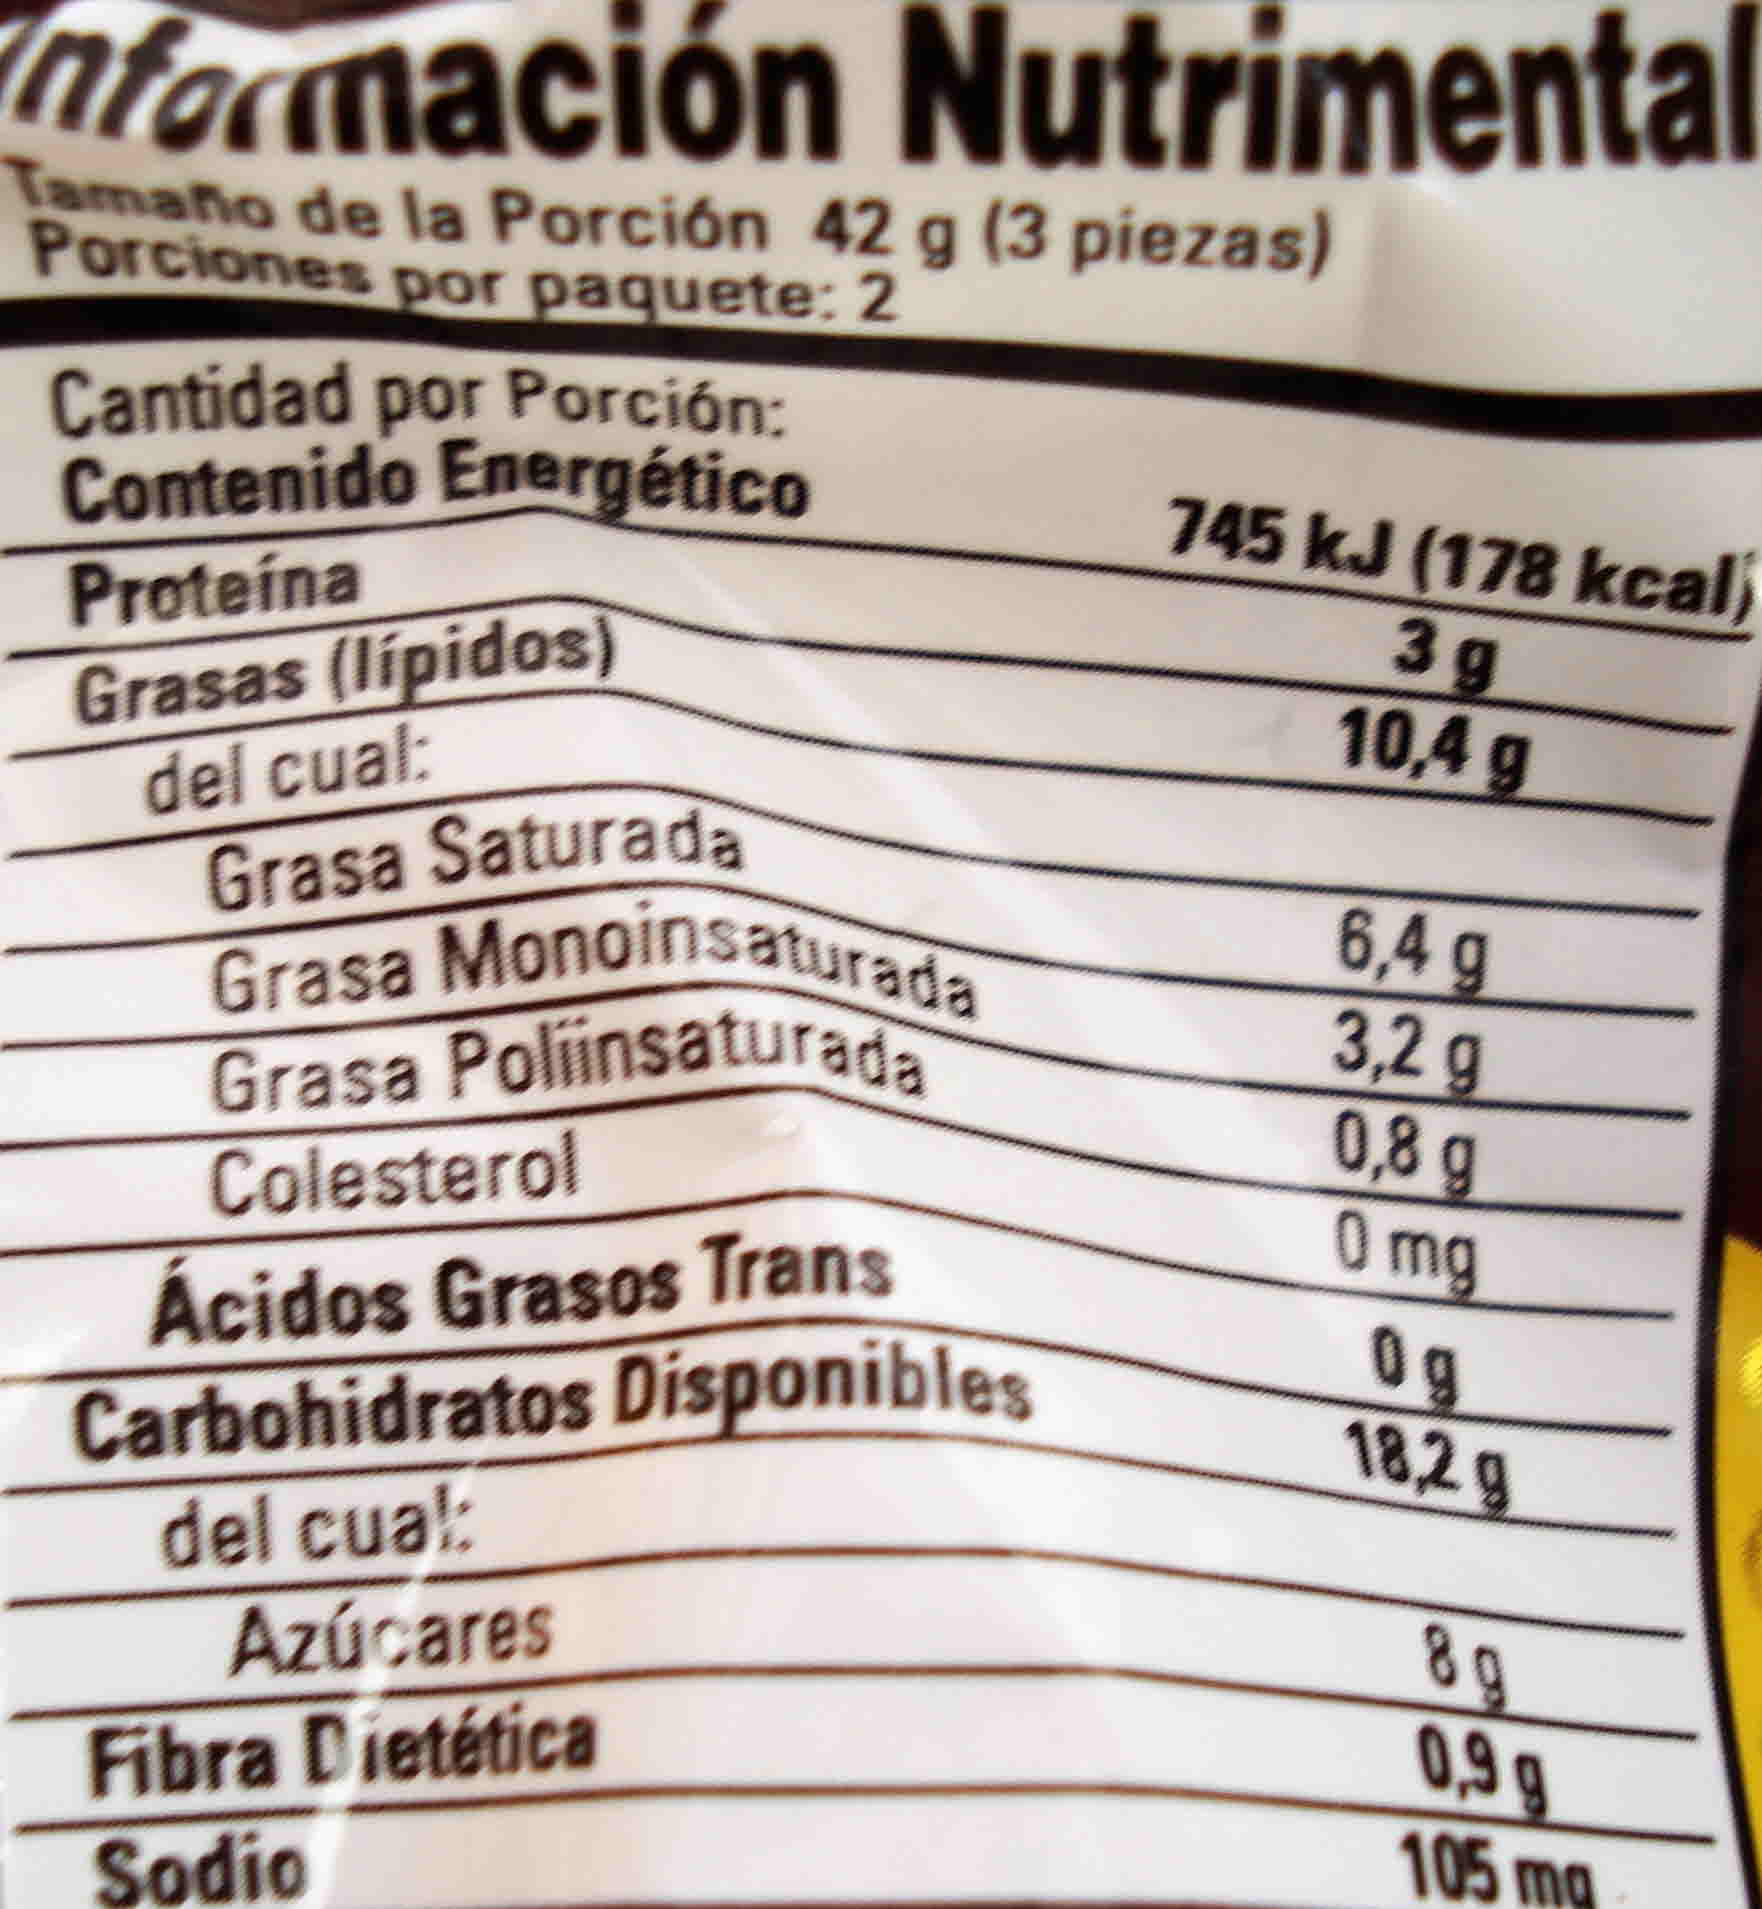 Información Nutrimental
Tamaño de la Porción 42 g (3 piezas)
Porciones por paquete: 2
Cantidad por Porción:
Contenido Energético 745 kJ (178 kcal)
Proteína 3 g
Grasas (lípidos) 10,4 g
del cual:
Grasa Saturada 6,4 g
Grasa Monoinsaturada 3,2 g
Grasa Poliinsaturada 0,8 g
Colesterol 0 mg
Ácidos Grasos Trans 0 g
Carbohidratos Disponibles 18,2 g
del cual:
Azúcares 8 g
Fibra Dietética 0,9 g
Sodio 105 mg